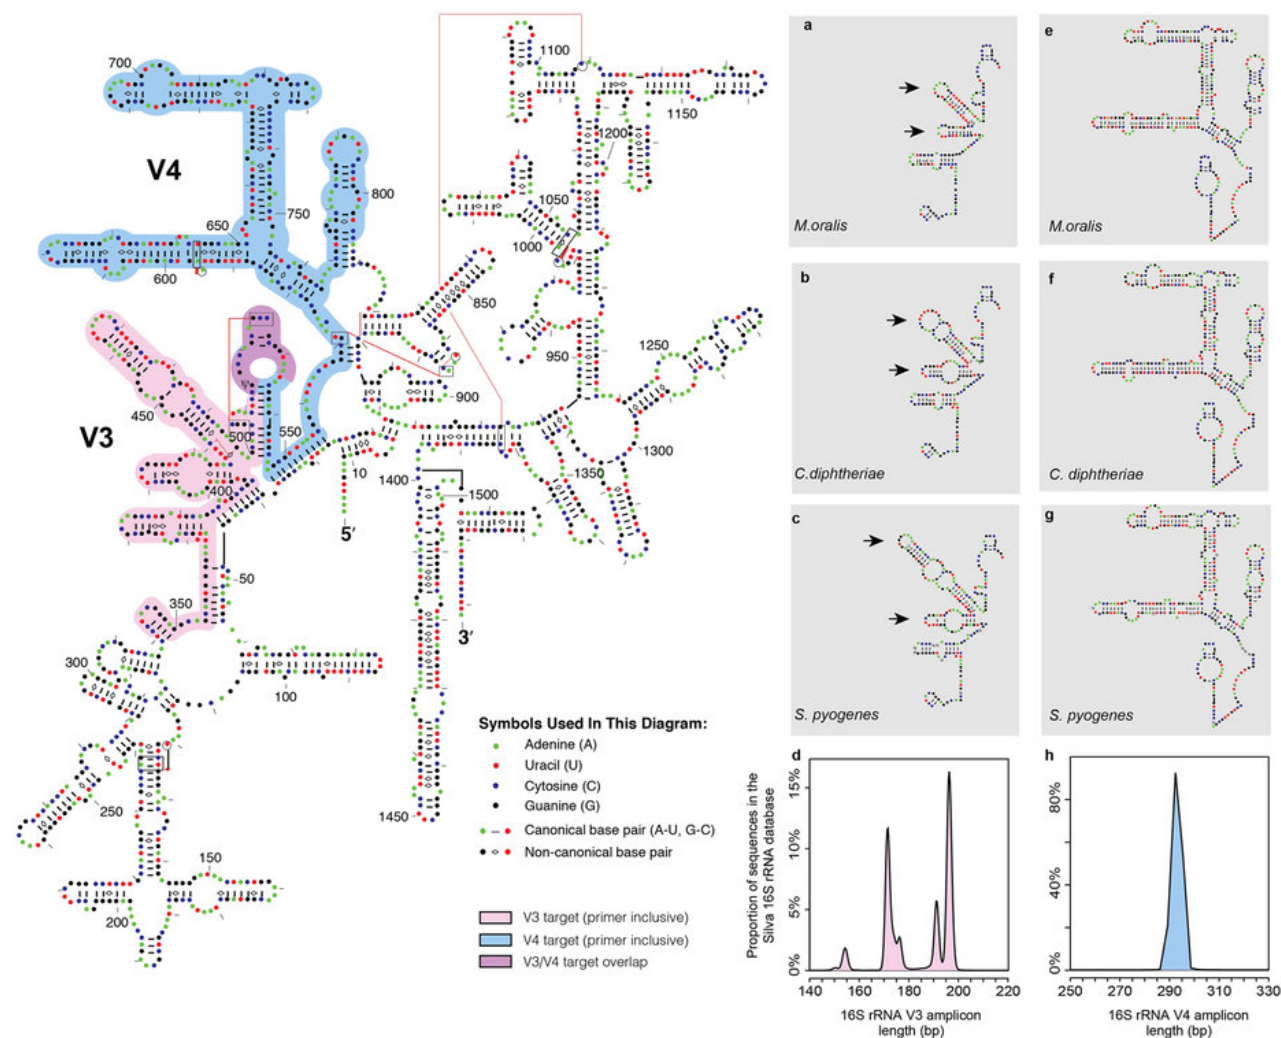 700
V4
800
650
750
600
V3
450
500
550
400
10
5′
50
350
300
100
250
150
200
1100
1150
1200
1050
1000
850
950
1250
900
1300
1350
1400
1500
3′
1450
Symbols Used In This Diagram:
Adenine (A)
Uracil (U)
Cytosine (C)
Guanine (G)
Canonical base pair (A-U, G-C)
Non-canonical base pair
V3 target (primer inclusive)
V4 target (primer inclusive)
V3/V4 target overlap
a
M.oralis
b
C.diphtheriae
c
S. pyogenes
d
Proportion of sequences in the
Silva 16S rRNA database
15%
10%
5%
0%
140 160 180 200 220
16S rRNA V3 amplicon
length (bp)
e
M.oralis
f
C. diphtheriae
g
S. pyogenes
h
80%
40%
0%
250 270 290 310 330
16S rRNA V4 amplicon
length (bp)